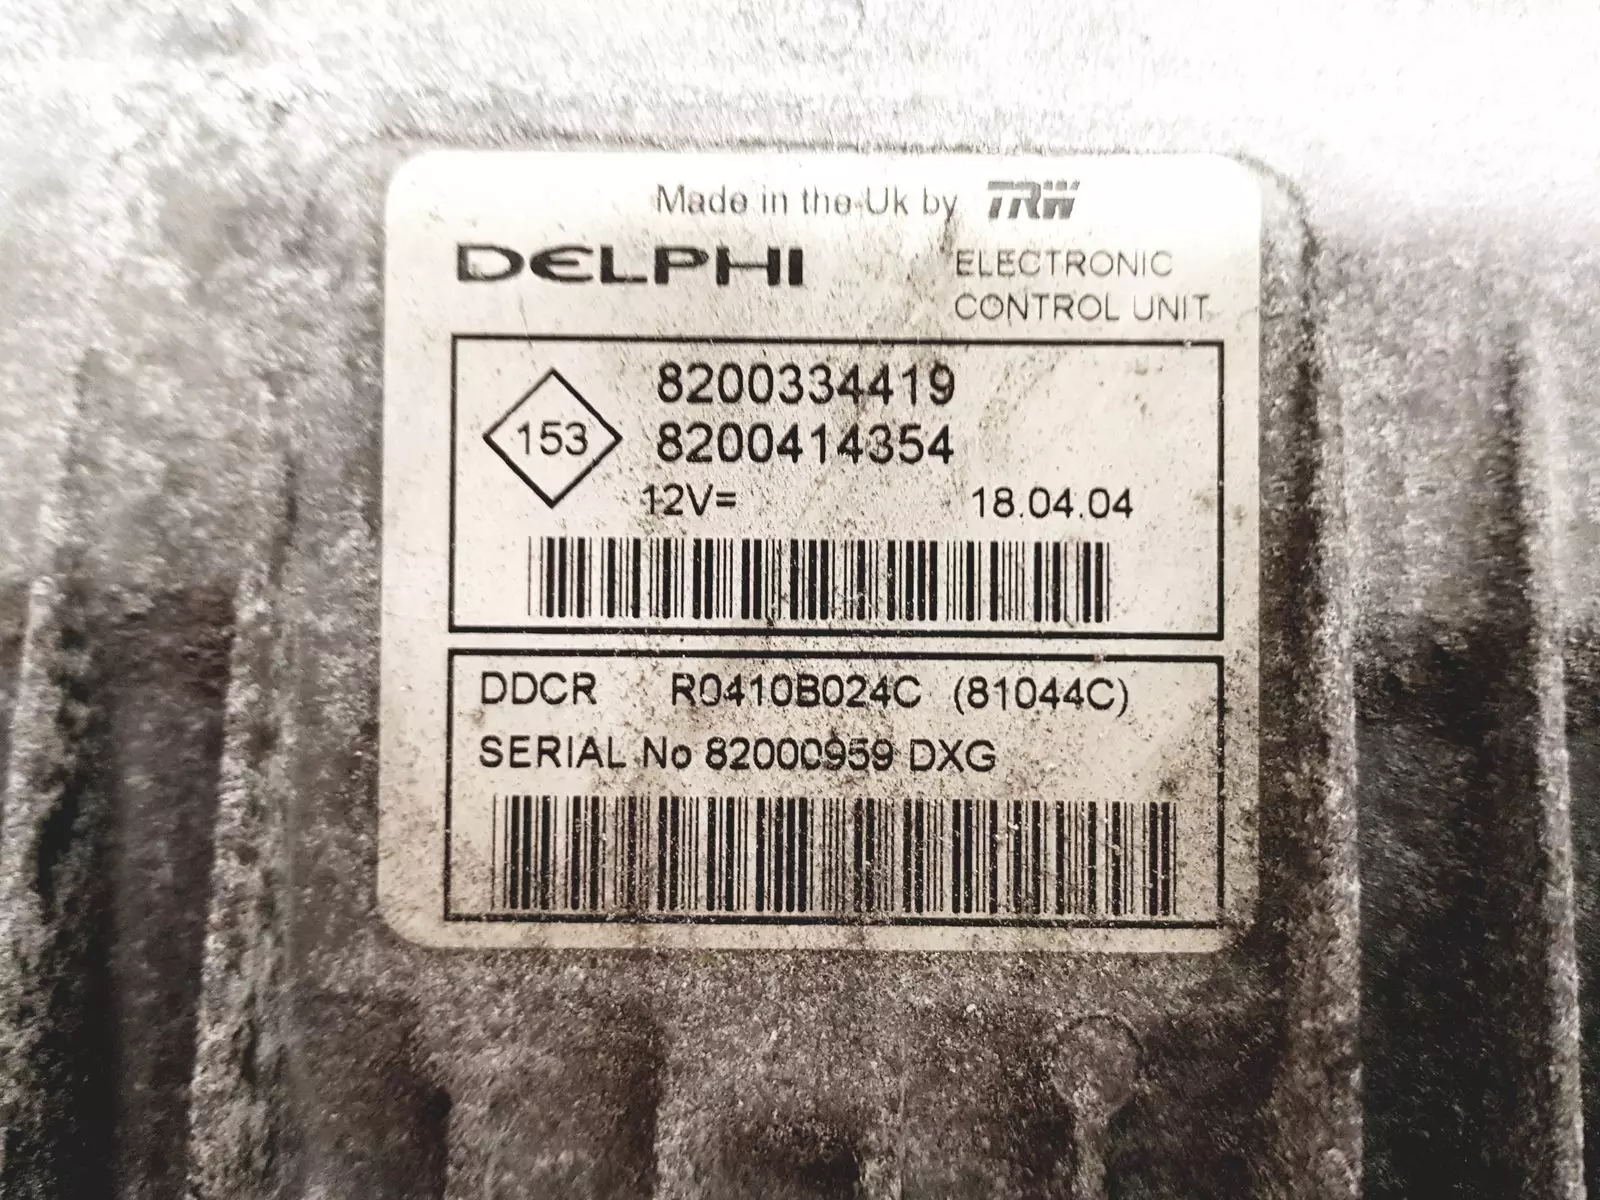 Made in the Uk by TRW
DELPHI
ELECTRONIC
CONTROL UNIT
8200334419
153
8200414354
12V= 18.04.04
DDCR R0410B024C (81044C)
SERIAL No 82000959 DXG